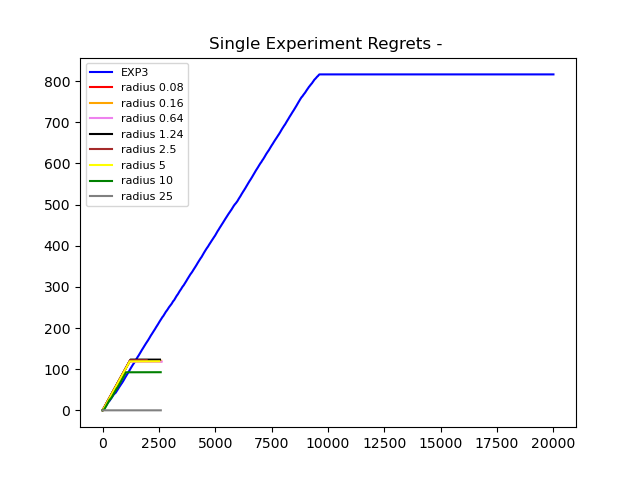 Single Experiment Regrets -
EXP3
radius 0.08
radius 0.16
radius 0.64
radius 1.24
radius 2.5
radius 5
radius 10
radius 25
800
700
600
500
400
300
200
100
0
0 2500 5000 7500 10000 12500 15000 17500 20000